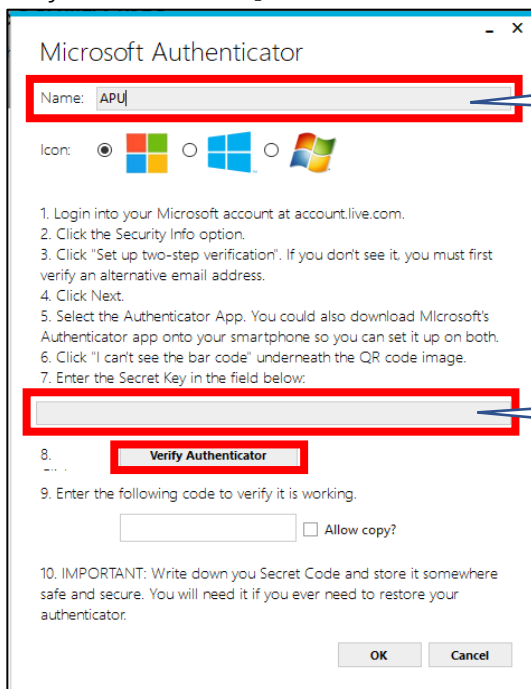 Microsoft Authenticator
Name: APU
Icon:
1. Login into your Microsoft account at account.live.com.
2. Click the Security Info option.
3. Click "Set up two-step verification". If you don't see it, you must first
verify an alternative email address.
4. Click Next.
5. Select the Authenticator App. You could also download MIcrosoft's
Authenticator app onto your smartphone so you can set it up on both.
6. Click "I can't see the bar code" underneath the QR code image.
7. Enter the Secret Key in the field below:
8. Verify Authenticator
9. Enter the following code to verify it is working.
Allow copy?
10. IMPORTANT: Write down you Secret Code and store it somewhere
safe and secure. You will need it if you ever need to restore your
authenticator.
OK Cancel